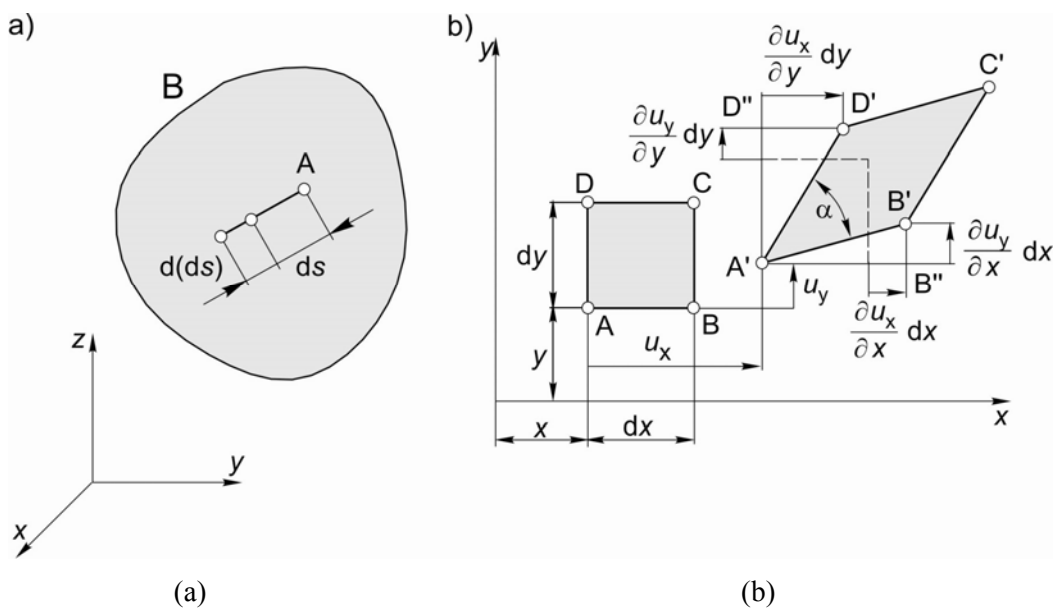 a)
B
A
d(ds)
ds
z
y
x
b)
y
∂u_x/∂y dy
C'
D"
D'
∂u_y/∂y dy
D
C
B'
α
dy
A'
∂u_y/∂x dx
B"
u_y
A
B
∂u_x/∂x dx
u_x
y
x
x
dx
(a)
(b)